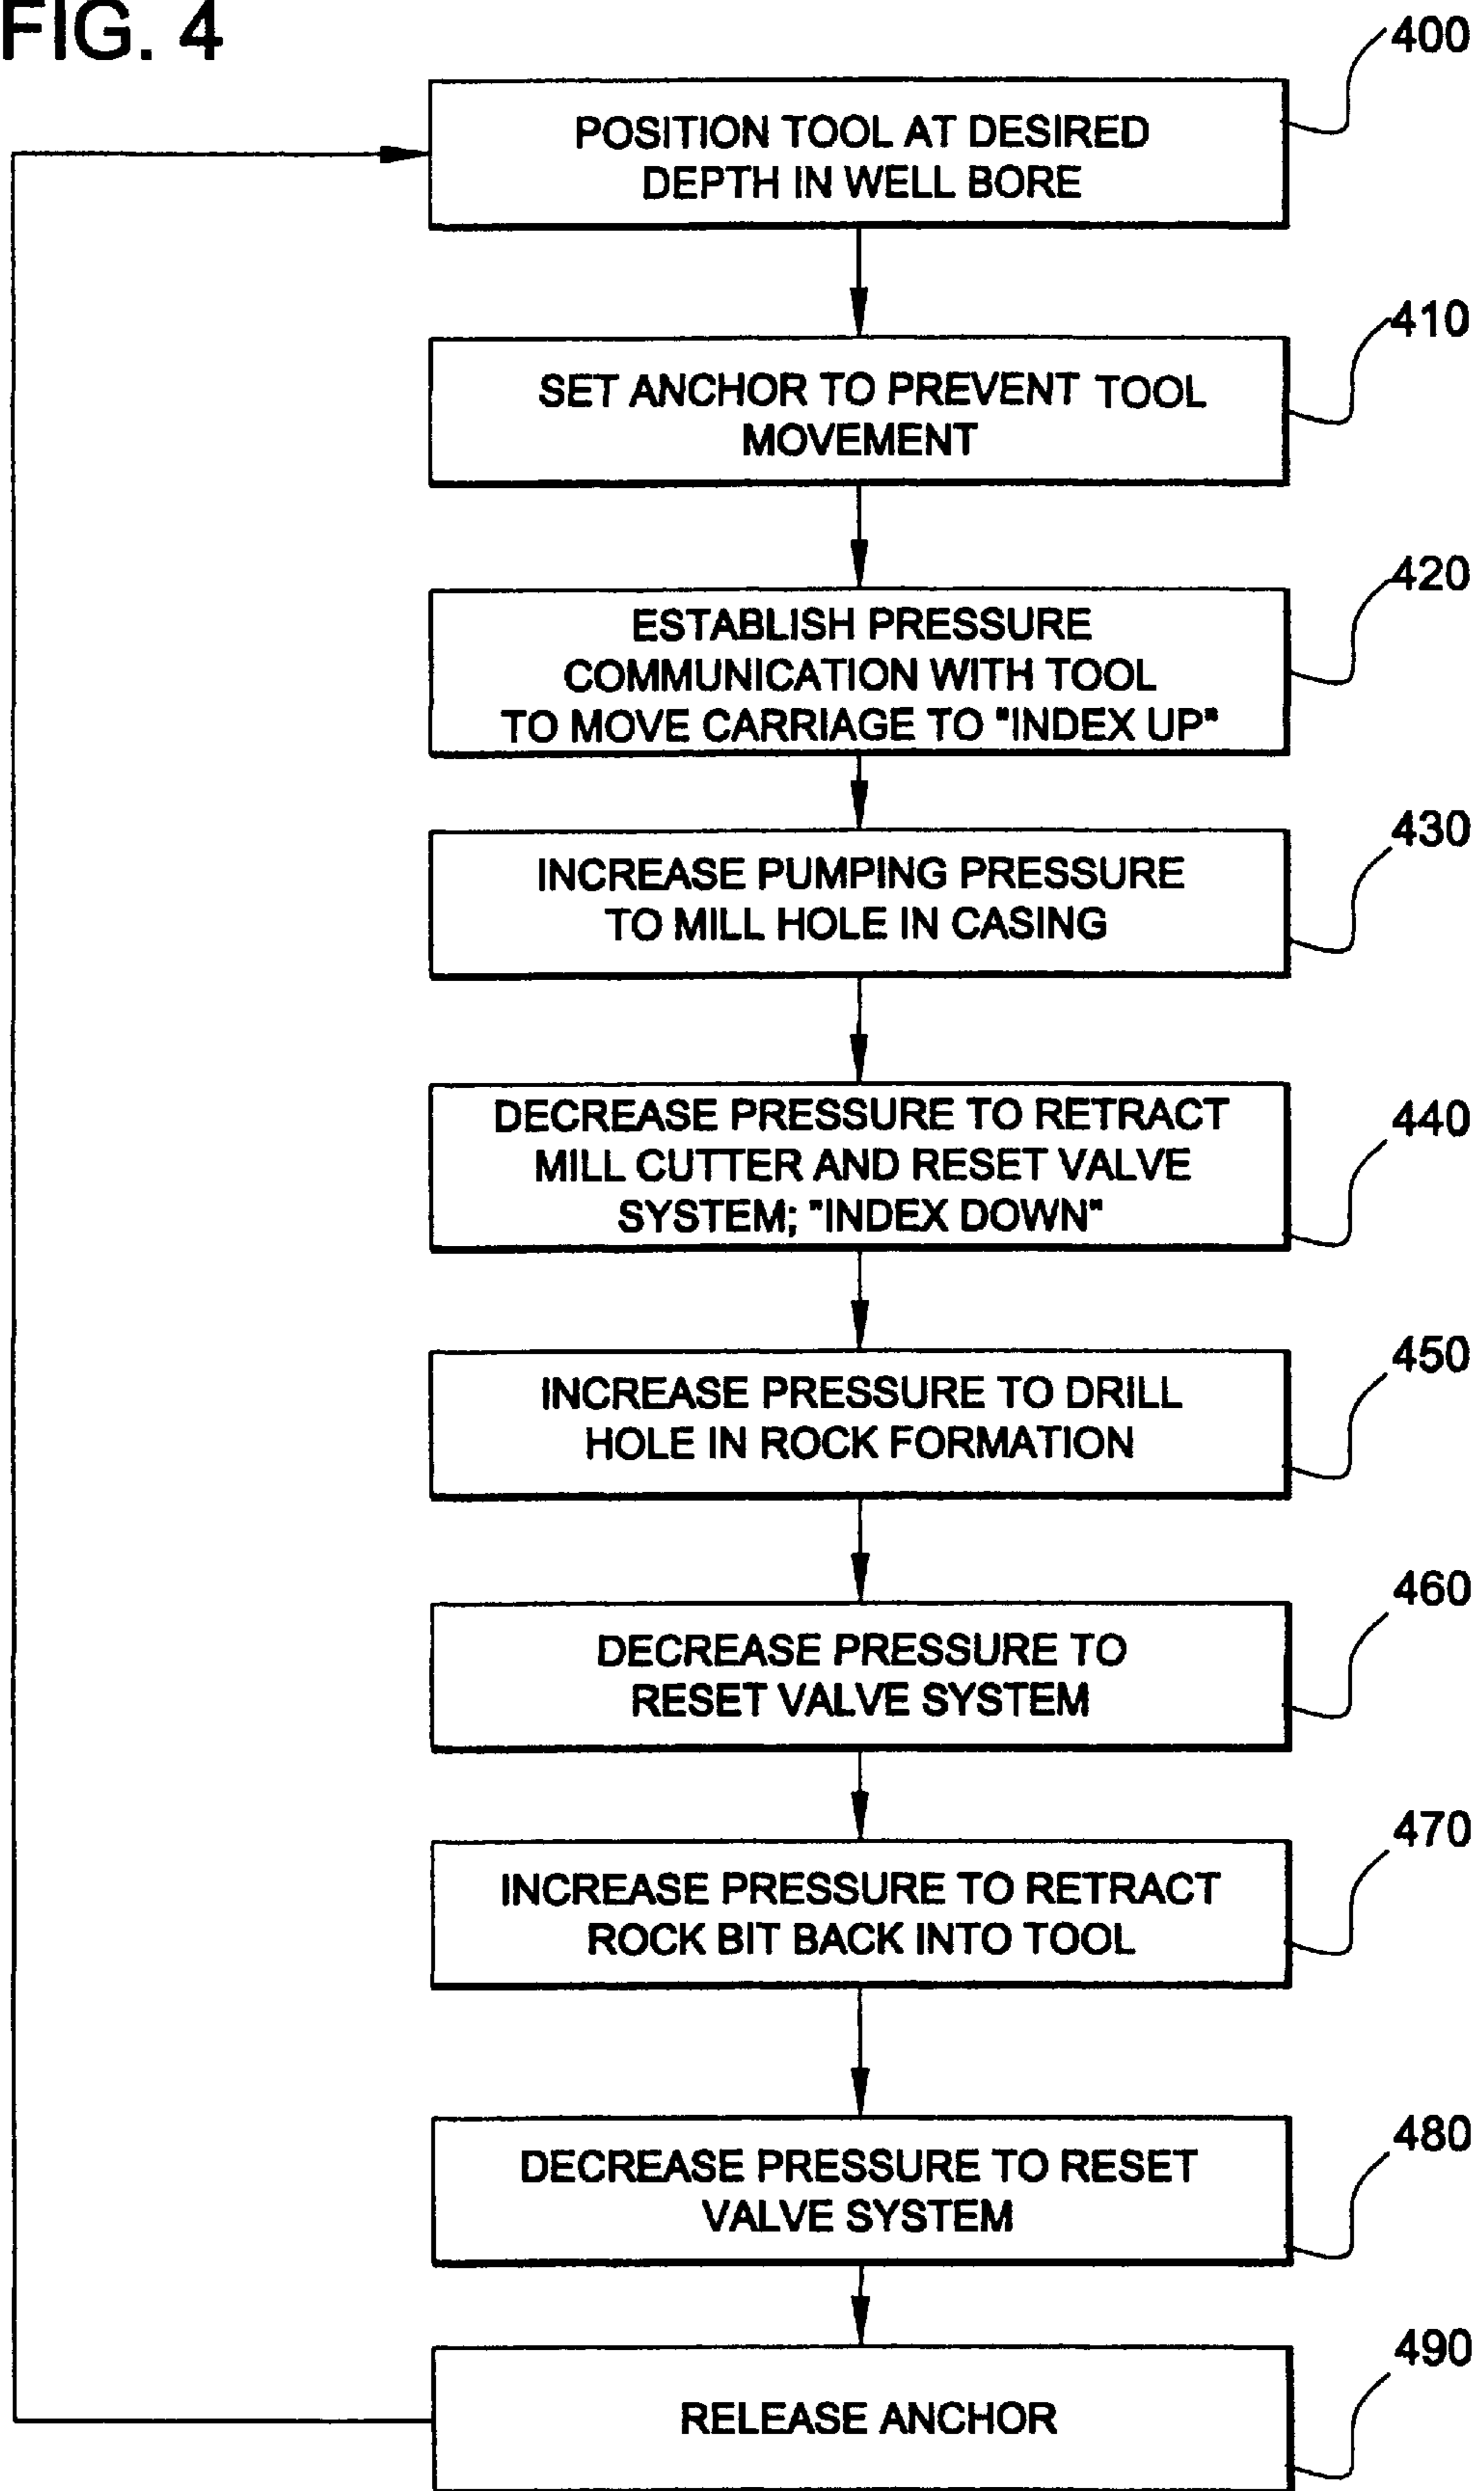 FIG. 4
400
POSITION TOOL AT DESIRED
DEPTH IN WELL BORE
410
SET ANCHOR TO PREVENT TOOL
MOVEMENT
420
ESTABLISH PRESSURE
COMMUNICATION WITH TOOL
TO MOVE CARRIAGE TO "INDEX UP"
430
INCREASE PUMPING PRESSURE
TO MILL HOLE IN CASING
440
DECREASE PRESSURE TO RETRACT
MILL CUTTER AND RESET VALVE
SYSTEM; "INDEX DOWN"
450
INCREASE PRESSURE TO DRILL
HOLE IN ROCK FORMATION
460
DECREASE PRESSURE TO
RESET VALVE SYSTEM
470
INCREASE PRESSURE TO RETRACT
ROCK BIT BACK INTO TOOL
480
DECREASE PRESSURE TO RESET
VALVE SYSTEM
490
RELEASE ANCHOR